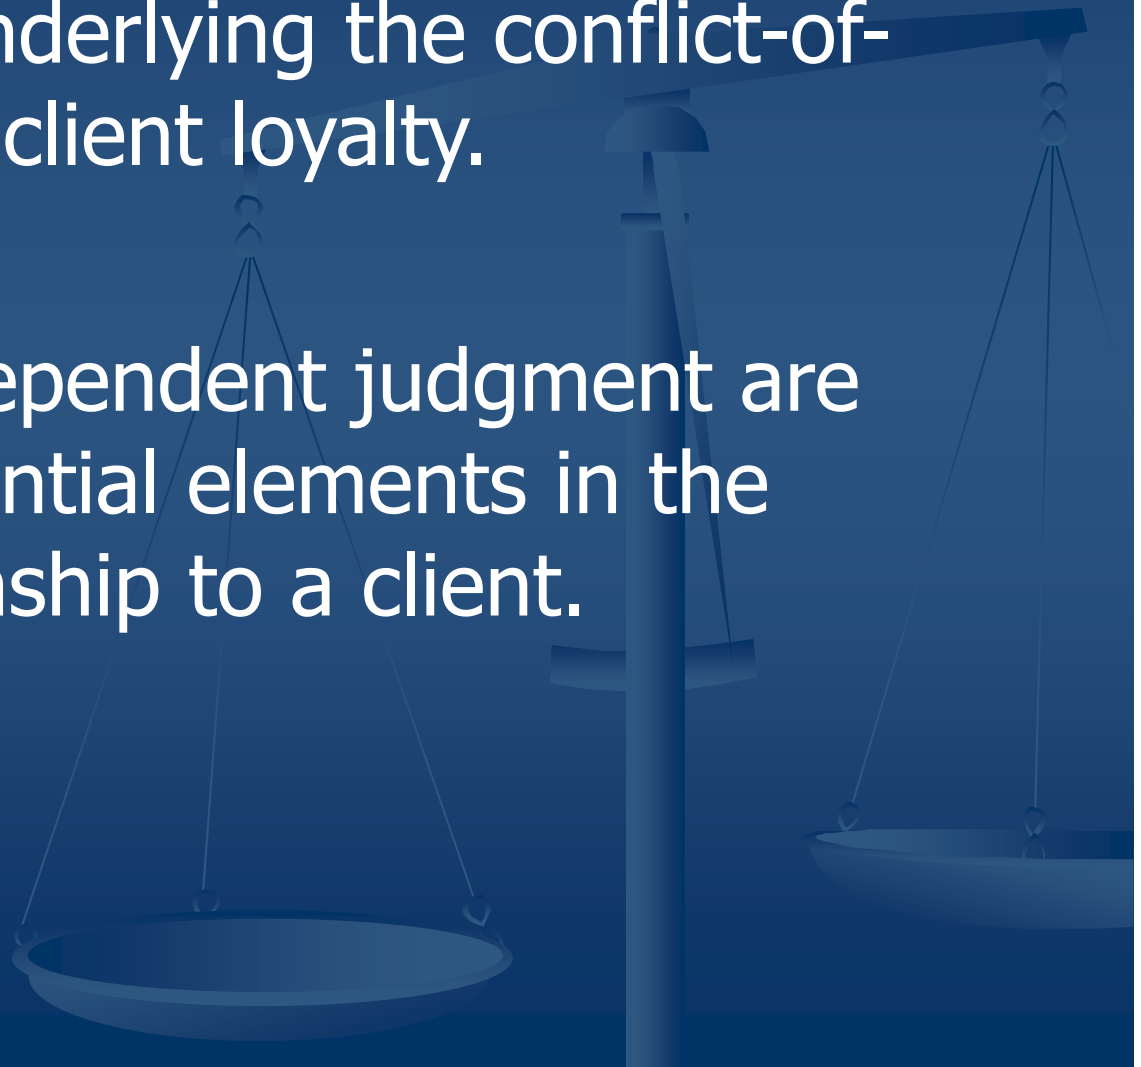 nderlying the conflict-of-
client loyalty.
ependent judgment are
ntial elements in the
nship to a client.